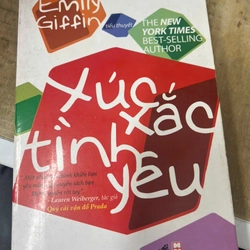 Emily
Giffin
tiểu thuyết
THE NEW
YORK TIMES
BEST-SELLING
AUTHOR
xúc
xắc
tình
yêu
Lauren Weisberger, tác giả
Quỷ cái vận đồ Prada